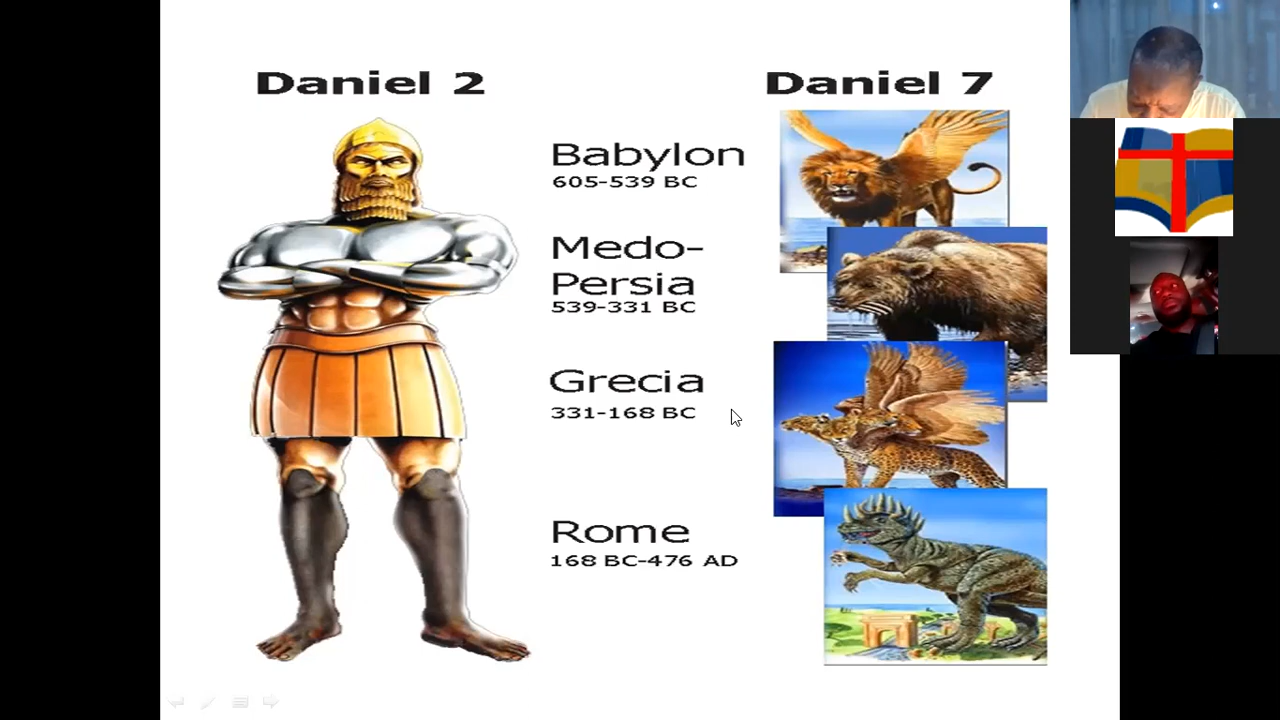 Daniel 2
Daniel 7
Babylon
605-539 BC
Medo-
Persia
539-331 BC
Grecia
331-168 BC
Rome
168 BC-476 AD